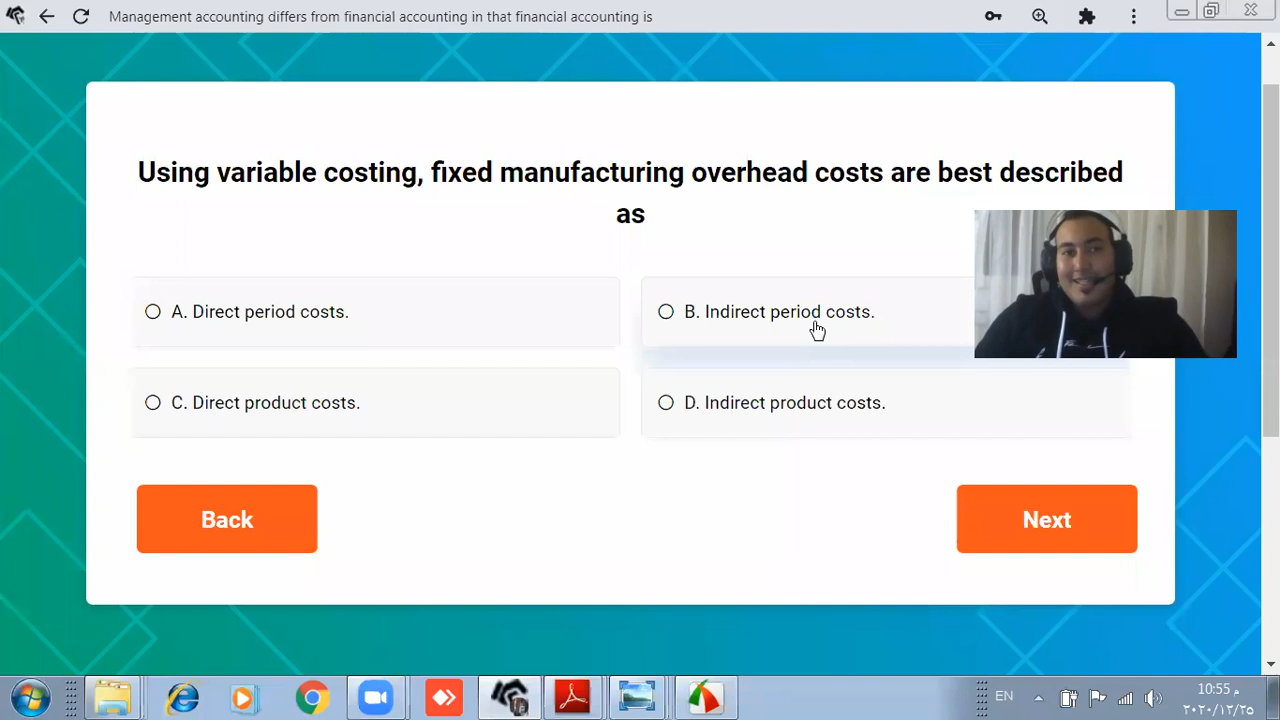 Management accounting differs from financial accounting in that financial accounting is
Using variable costing, fixed manufacturing overhead costs are best described
as
A. Direct period costs.
B. Indirect period costs.
C. Direct product costs.
D. Indirect product costs.
Back
Next
EN
10:55 م
٢٠٢٠/١٢/٢٥